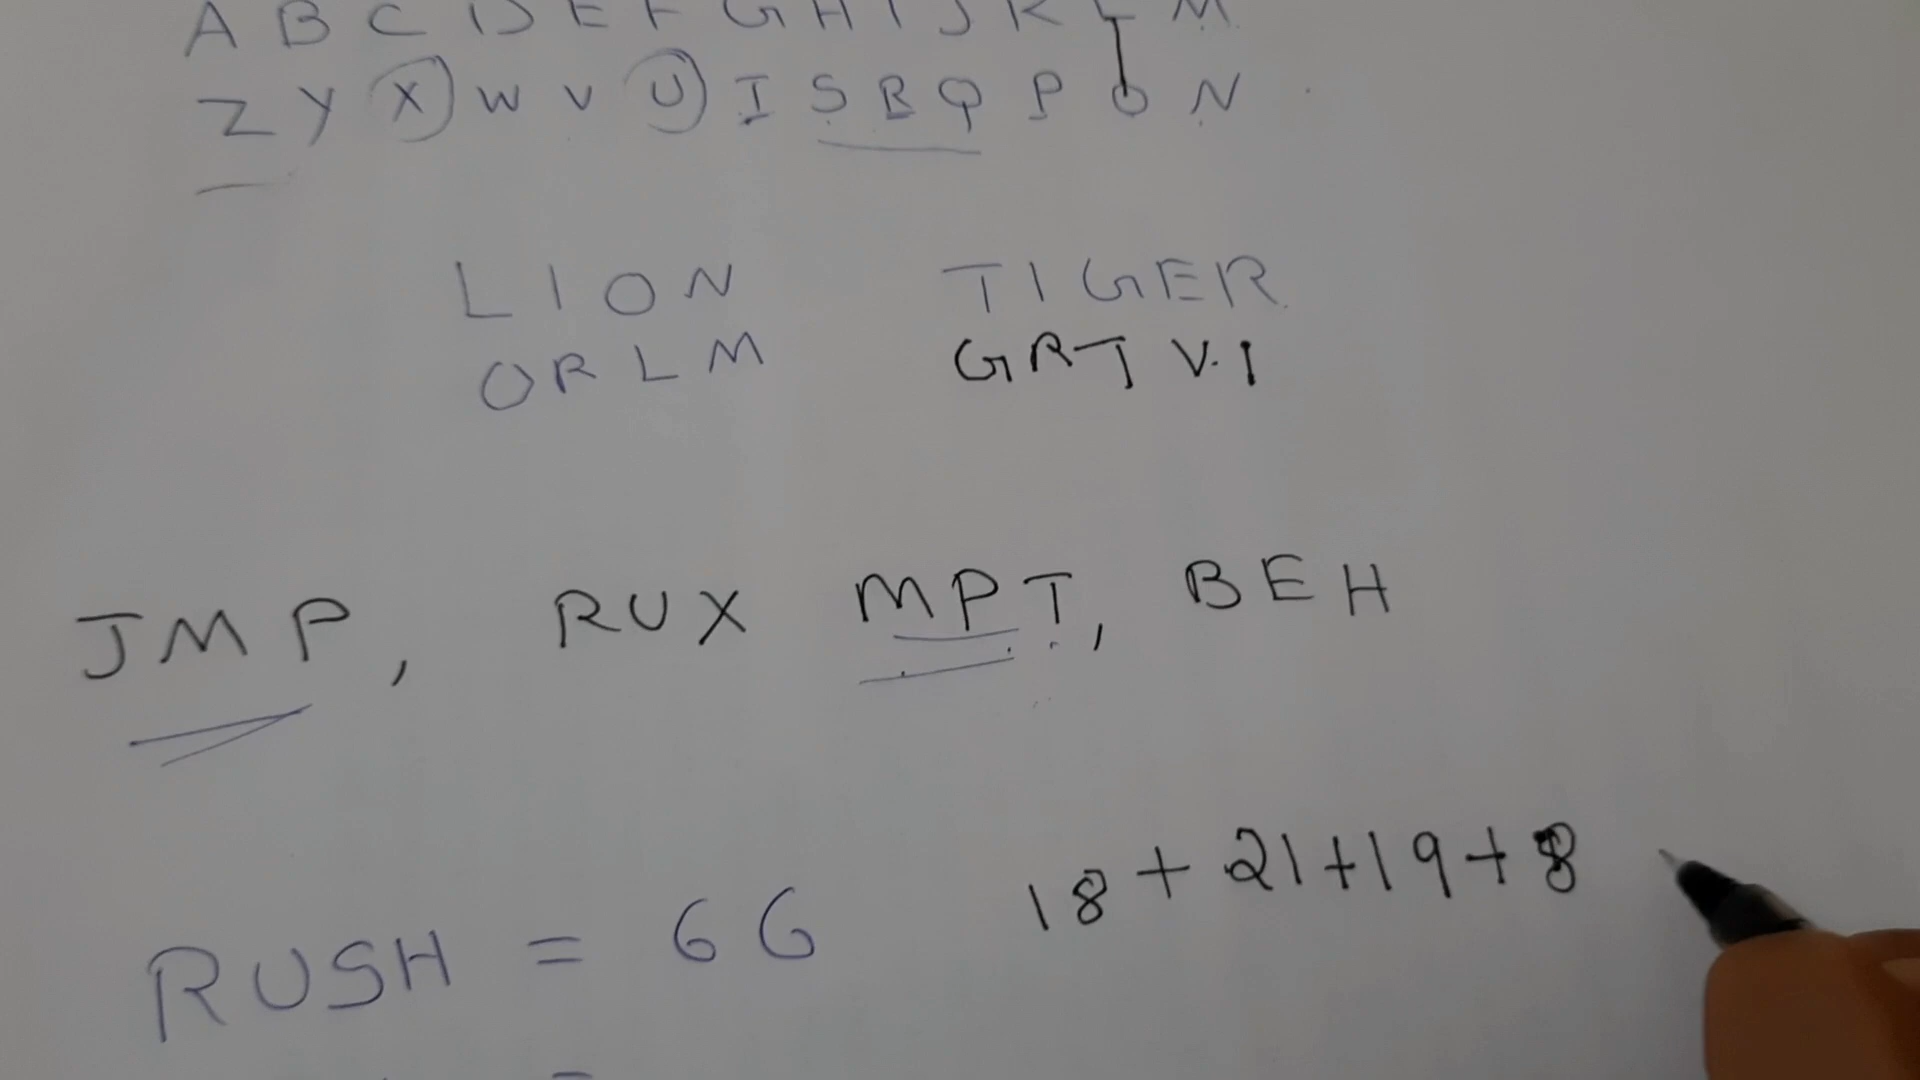 A B C D E F G H I J K L M
Z Y X W V U I S R Q P O N
LION TIGER
ORLM GRTVI
JMP, RUX MPT, BEH
18+21+19+8
RUSH = 66